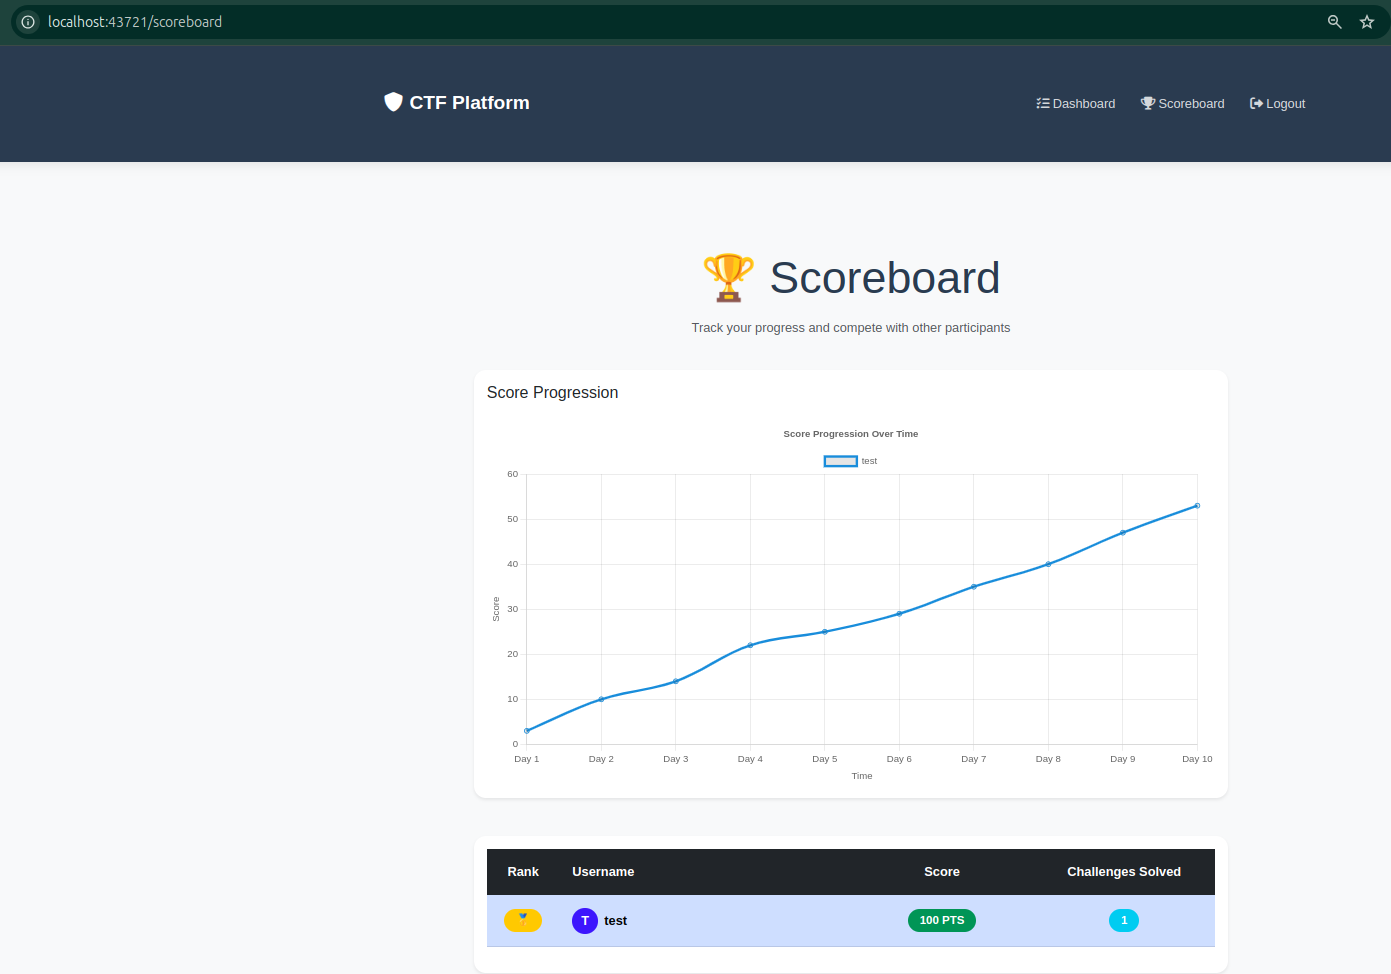 localhost:43721/scoreboard
CTF Platform
Dashboard
Scoreboard
Logout
Scoreboard
Track your progress and compete with other participants
Score Progression
Score Progression Over Time
test
60
50
40
30
20
10
0
Score
Day 1 Day 2 Day 3 Day 4 Day 5 Day 6 Day 7 Day 8 Day 9 Day 10
Time
Rank Username Score Challenges Solved
T test 100 PTS 1